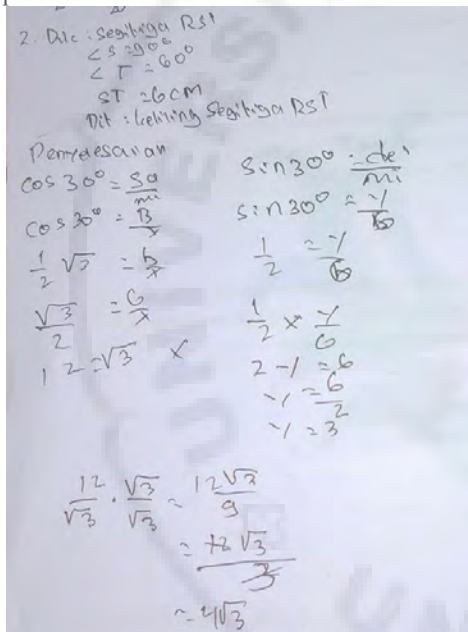 2. Dik : Segitiga RST
< S = 90°
< T = 60°
ST = 6 cm
Dit : keliling Segitiga RST
Penyelesaian
cos 30° = sa/mi
cos 30° = B/x
1/2 √3 = b/x
√3/2 = 6/x
12 = √3 x
sin 30° = de/mi
sin 30° = y/6
1/2 = y/6
1/2 × y/6
2 y = 6
y = 6/2
y = 3
12/√3 . √3/√3 = 12√3/9
= 12√3/3
= 4√3
UNIVERSI